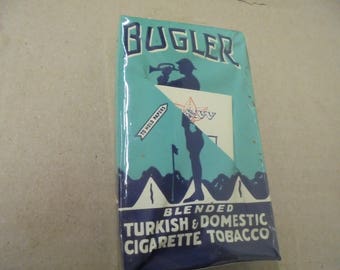 BUGLER
BLENDED
TURKISH & DOMESTIC
CIGARETTE TOBACCO